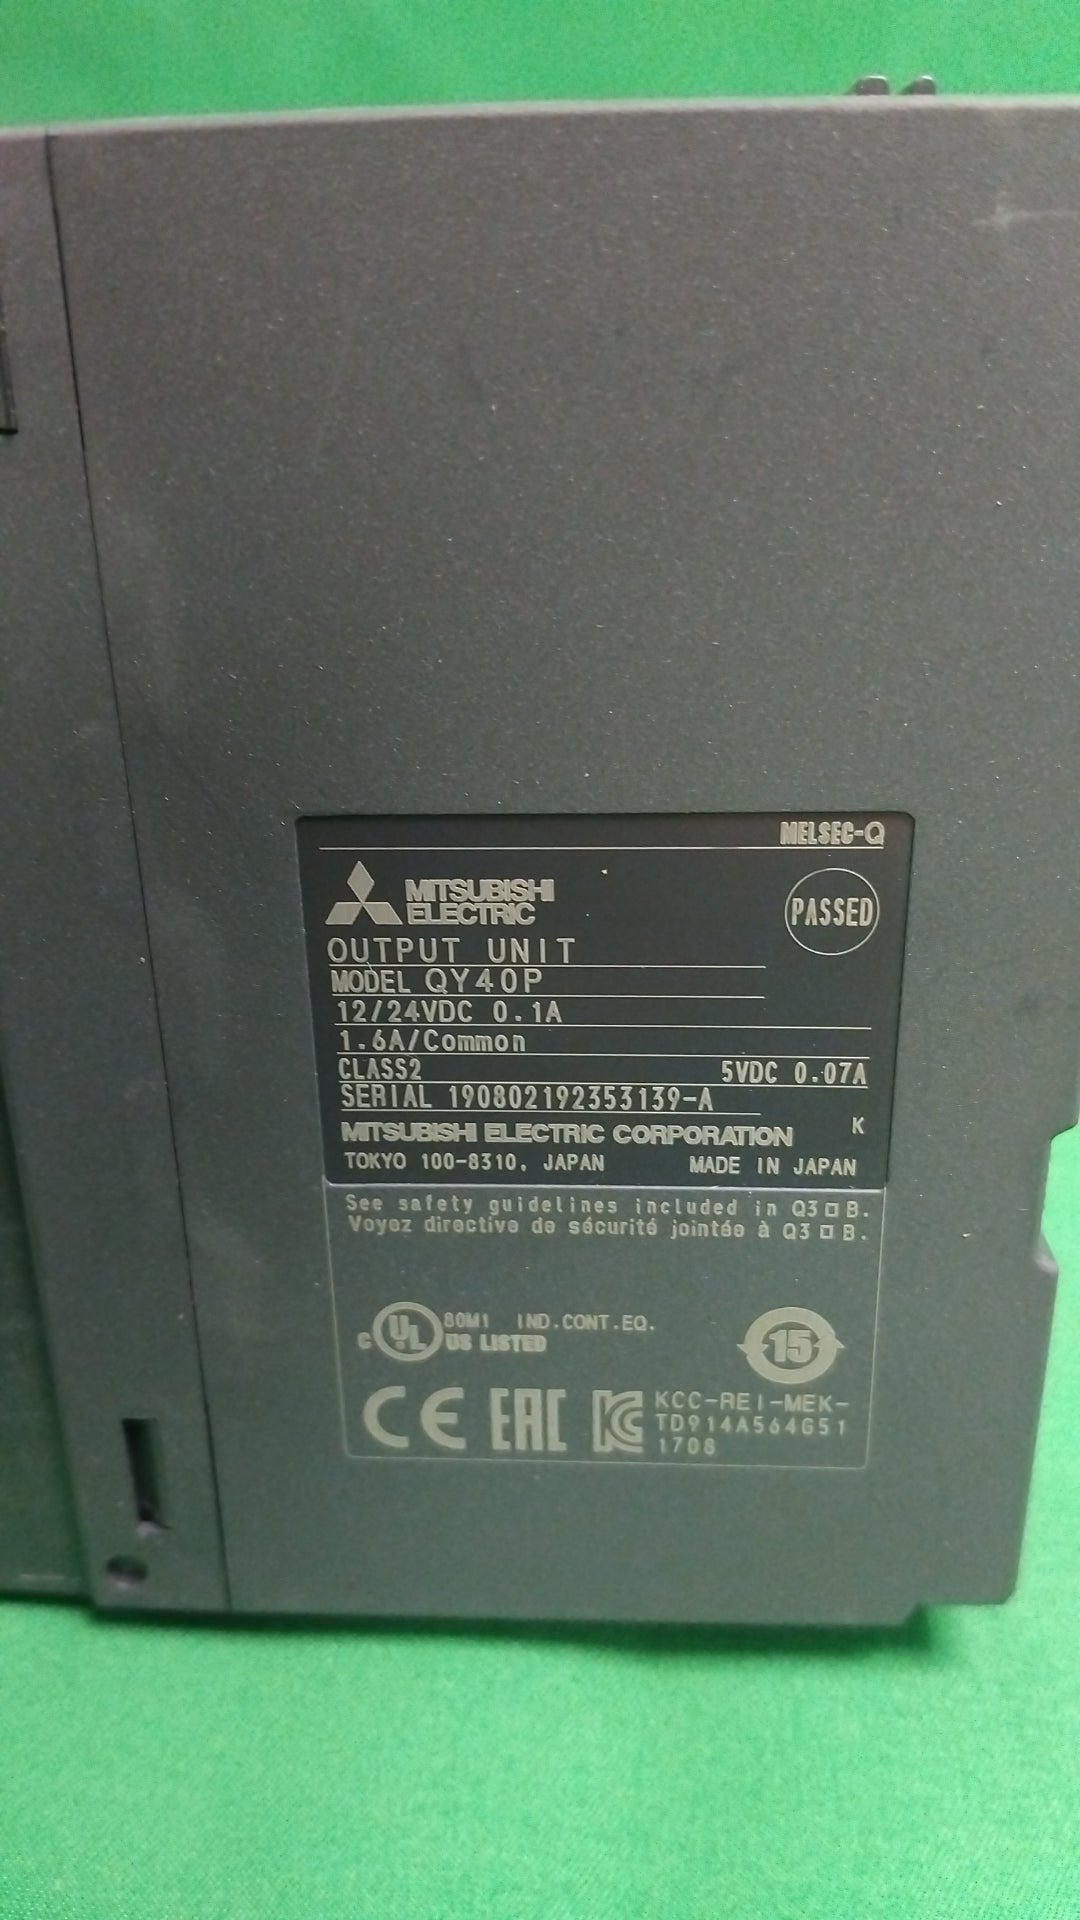 MELSEC-Q
MITSUBISHI
ELECTRIC
PASSED
OUTPUT UNIT
MODEL QY40P
12/24VDC 0.1A
1.6A/Common
CLASS2 5VDC 0.07A
SERIAL 190802192353139-A
MITSUBISHI ELECTRIC CORPORATION K
TOKYO 100-8310, JAPAN MADE IN JAPAN
See safety guidelines included in Q3□B.
Voyez directive de sécurité jointée à Q3□B.
C UL US LISTED 80M1 IND.CONT.EQ.
15
CE EAC KC KCC-REI-MEK-
TD914A564G51
1708